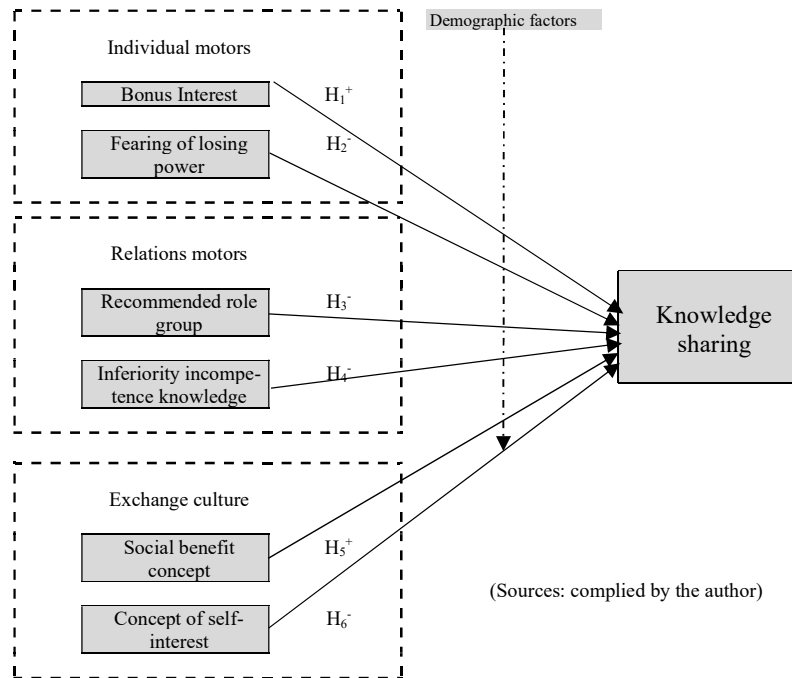 Demographic factors
Individual motors
Bonus Interest
H₁⁺
Fearing of losing
power
H₂⁻
Relations motors
Recommended role
group
H₃⁻
Inferiority incompe-
tence knowledge
H₄⁻
Knowledge
sharing
Exchange culture
Social benefit
concept
H₅⁺
Concept of self-
interest
H₆⁻
(Sources: complied by the author)